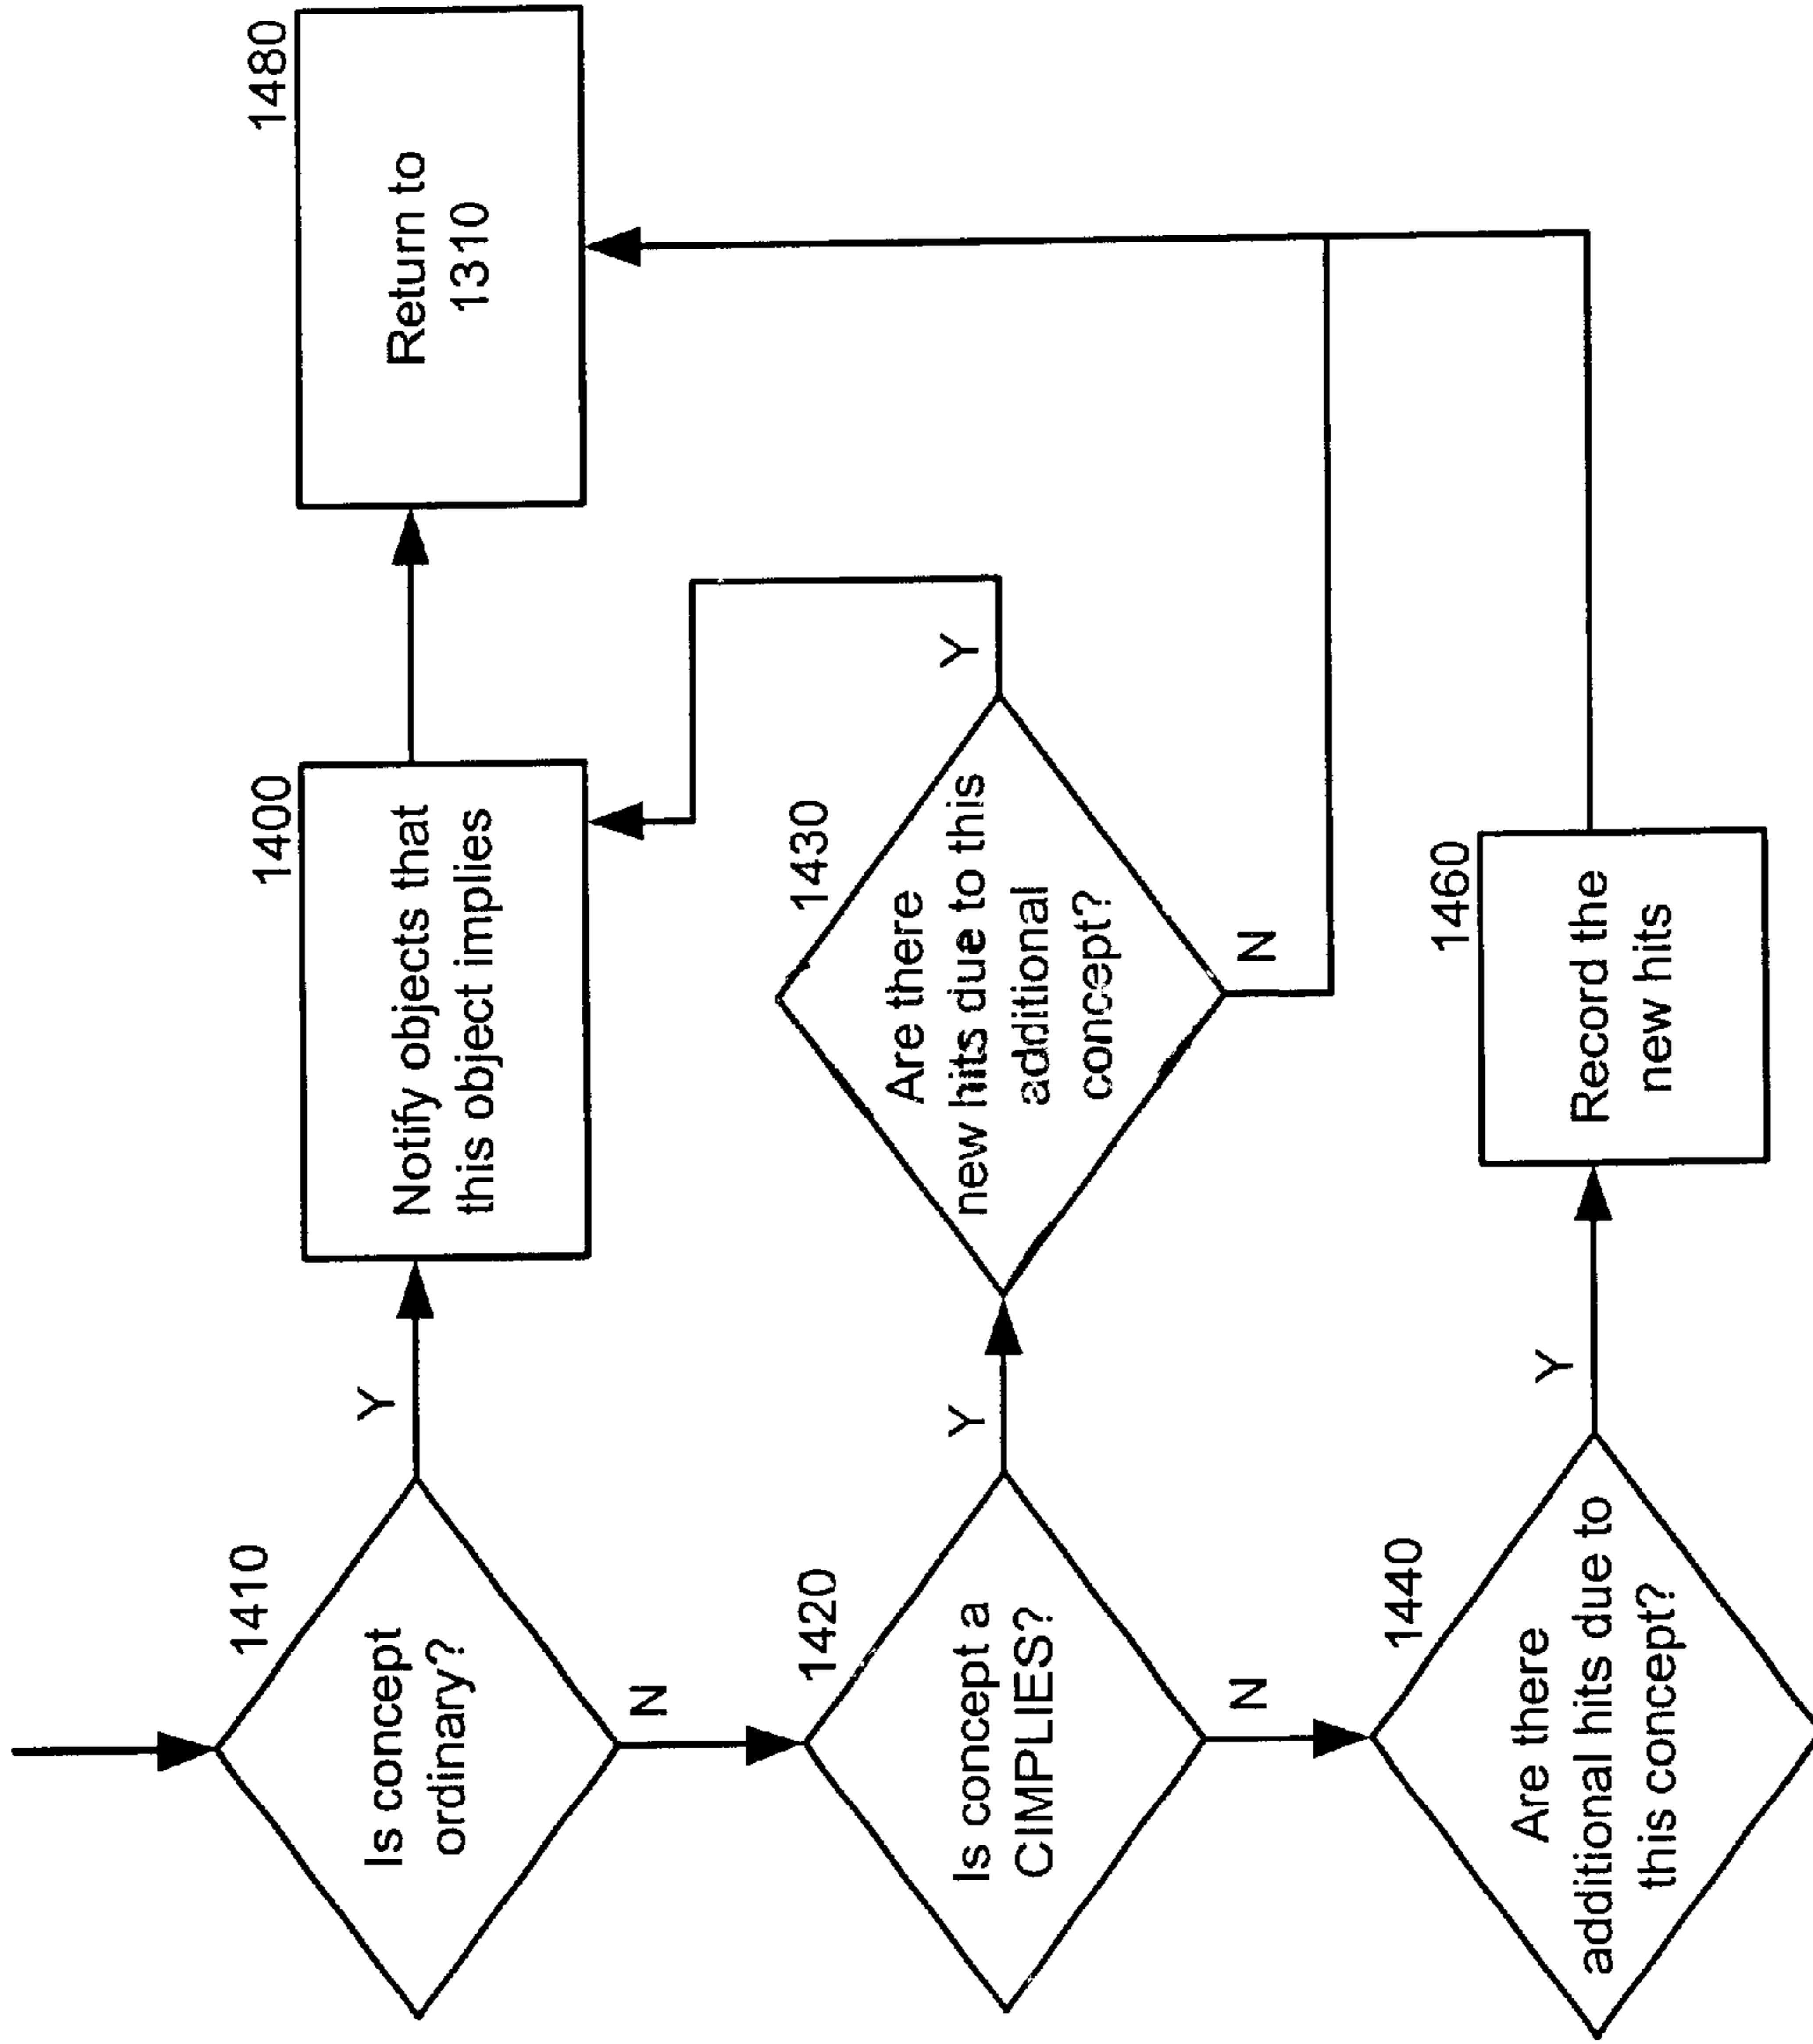 1410
Is concept
ordinary?
Y
N
1400
Notify objects that
this object implies
1480
Return to
1310
1420
Is concept a
CIMPLIES?
Y
N
1430
Are there
new hits due to this
additional
concept?
Y
N
1440
Are there
additional hits due to
this concept?
Y
1460
Record the
new hits